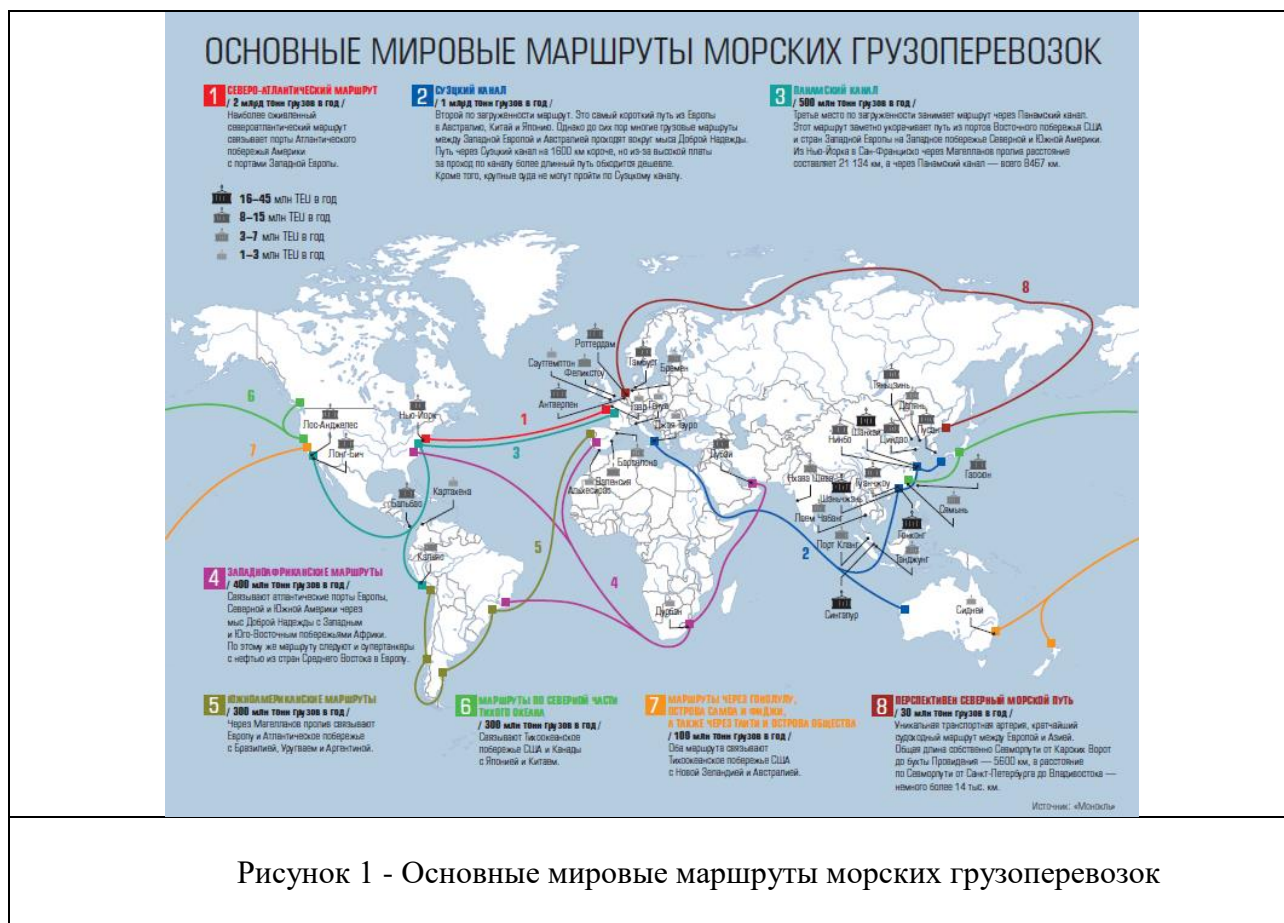 ОСНОВНЫЕ МИРОВЫЕ МАРШРУТЫ МОРСКИХ ГРУЗОПЕРЕВОЗОК
1 СЕВЕРО-АТЛАНТИЧЕСКИЙ МАРШРУТ
/ 2 млрд тонн грузов в год /
Наиболее оживленный
североатлантический маршрут
связывает порты Атлантического
побережья Америки
с портами Западной Европы.
2 СУЭЦКИЙ КАНАЛ
/ 1 млрд тонн грузов в год /
Второй по загруженности маршрут. Это самый короткий путь из Европы
в Австралию, Китай и Японию. Однако до сих пор многие грузовые маршруты
между Западной Европой и Австралией проходят вокруг мыса Доброй Надежды.
Путь через Суэцкий канал на 1600 км короче, но из-за высокой платы
за проход по каналу более длинный путь обходится дешевле.
Кроме того, крупные суда не могут пройти по Суэцкому каналу.
3 ПАНАМСКИЙ КАНАЛ
/ 500 млн тонн грузов в год /
Третье место по загруженности занимает маршрут через Панамский канал.
Этот маршрут заметно укорачивает путь из портов Восточного побережья США
и стран Западной Европы на Западное побережье Северной и Южной Америки.
Из Нью-Йорка в Сан-Франциско через Магелланов пролив расстояние
составляет 21 134 км, а через Панамский канал — всего 8467 км.
16–45 млн TEU в год
8–15 млн TEU в год
3–7 млн TEU в год
1–3 млн TEU в год
8
Роттердам
Саутгемптон
Гамбург
Феликстоу
Бремен
Антверпен
Генуя
Джоя Тауро
Барселона
Валенсия
Альхесирас
6
7
Лос-Анджелес
Лонг-Бич
Нью-Йорк
1
3
Бальбоа
Картахена
Кальяо
5
4
2
Дубай
Дурбан
Тяньцзинь
Далянь
Пусан
Шанхай
Циндао
Нинбо
Гаосюн
Нхава Шева
Шэньчжэнь
Гуанчжоу
Сямынь
Лаем Чабанг
Гонконг
Порт Кланг
Танджунг
Сингапур
Сидней
4 ЗАПАДНОАФРИКАНСКИЕ МАРШРУТЫ
/ 400 млн тонн грузов в год /
Связывают атлантические порты Европы,
Северной и Южной Америки через
мыс Доброй Надежды с Западным
и Юго-Восточным побережьями Африки.
По этому же маршруту следуют и супертанкеры
с нефтью из стран Среднего Востока в Европу.
5 ЮЖНОАМЕРИКАНСКИЕ МАРШРУТЫ
/ 300 млн тонн грузов в год /
Через Магелланов пролив связывают
Европу и Атлантическое побережье
с Бразилией, Уругваем и Аргентиной.
6 МАРШРУТЫ ПО СЕВЕРНОЙ ЧАСТИ
ТИХОГО ОКЕАНА
/ 300 млн тонн грузов в год /
Связывают Тихоокеанское
побережье США и Канады
с Японией и Китаем.
7 МАРШРУТЫ ЧЕРЕЗ ГОНОЛУЛУ,
ОСТРОВА САМОА И ФИДЖИ,
А ТАКЖЕ ЧЕРЕЗ ТАИТИ И ОСТРОВА ОБЩЕСТВА
/ 100 млн тонн грузов в год /
Оба маршрута связывают
Тихоокеанское побережье США
с Новой Зеландией и Австралией.
8 ПЕРСПЕКТИВЕН СЕВЕРНЫЙ МОРСКОЙ ПУТЬ
/ 30 млн тонн грузов в год /
Уникальная транспортная артерия, кратчайший
судоходный маршрут между Европой и Азией.
Общая длина собственно Севморпути от Карских Ворот
до бухты Провидения — 5600 км, а расстояние
по Севморпути от Санкт-Петербурга до Владивостока —
немного более 14 тыс. км.
Источник: «Монокль»
Рисунок 1 - Основные мировые маршруты морских грузоперевозок